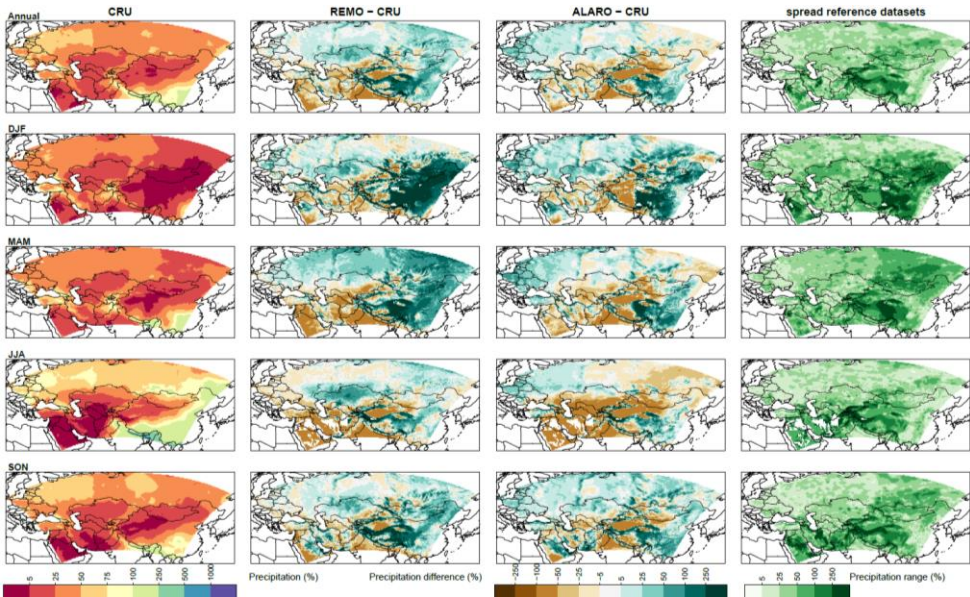 CRU
REMO − CRU
ALARO − CRU
spread reference datasets
Annual
DJF
MAM
JJA
SON
5
25
50
75
100
250
500
1000
Precipitation (%)
Precipitation difference (%)
−250
−100
−50
−25
−5
5
25
50
100
250
5
25
50
100
250
Precipitation range (%)